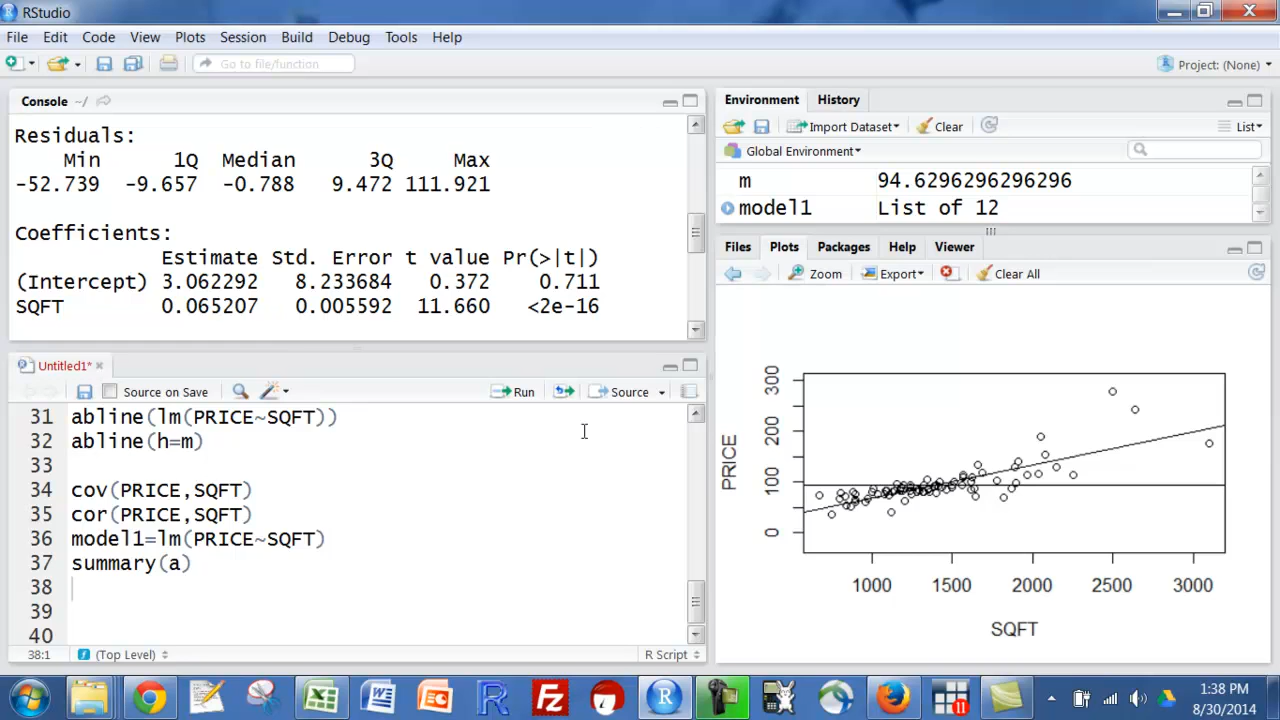 RStudio
File Edit Code View Plots Session Build Debug Tools Help
Go to file/function
Project: (None)
Console ~/
Residuals:
Min 1Q Median 3Q Max
-52.739 -9.657 -0.788 9.472 111.921
Coefficients:
Estimate Std. Error t value Pr(>|t|)
(Intercept) 3.062292 8.233684 0.372 0.711
SQFT 0.065207 0.005592 11.660 <2e-16
Untitled1*
Source on Save
Run
Source
31 abline(lm(PRICE~SQFT))
32 abline(h=m)
33
34 cov(PRICE,SQFT)
35 cor(PRICE,SQFT)
36 model1=lm(PRICE~SQFT)
37 summary(a)
38
39
40
38:1 (Top Level) R Script
Environment History
Import Dataset Clear List
Global Environment
m 94.6296296296296
model1 List of 12
Files Plots Packages Help Viewer
Zoom Export Clear All
PRICE
300
200
100
0
1000 1500 2000 2500 3000
SQFT
11
1:38 PM
8/30/2014